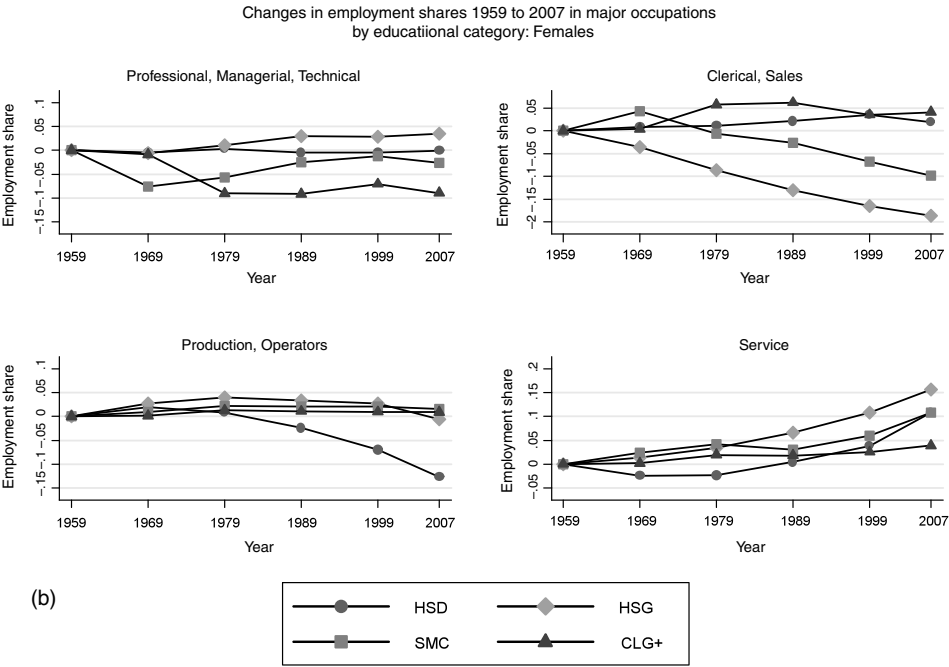 Changes in employment shares 1959 to 2007 in major occupations
by educatiional category: Females
Professional, Managerial, Technical
Employment share
.1
.05
0
-.05
-.1
-.15
1959 1969 1979 1989 1999 2007
Year
Clerical, Sales
Employment share
.05
0
-.05
-.1
-.15
-.2
1959 1969 1979 1989 1999 2007
Year
Production, Operators
Employment share
.1
.05
0
-.05
-.1
-.15
1959 1969 1979 1989 1999 2007
Year
Service
Employment share
.2
.15
.1
.05
0
-.05
1959 1969 1979 1989 1999 2007
Year
(b)
HSD HSG
SMC CLG+